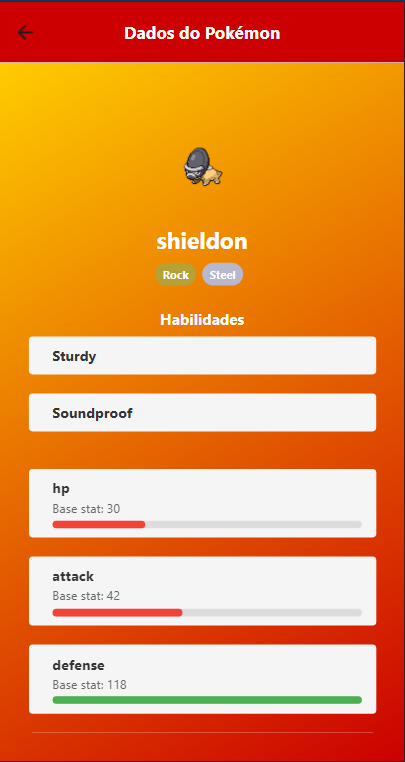 Dados do Pokémon
shieldon
Rock Steel
Habilidades
Sturdy
Soundproof
hp
Base stat: 30
attack
Base stat: 42
defense
Base stat: 118